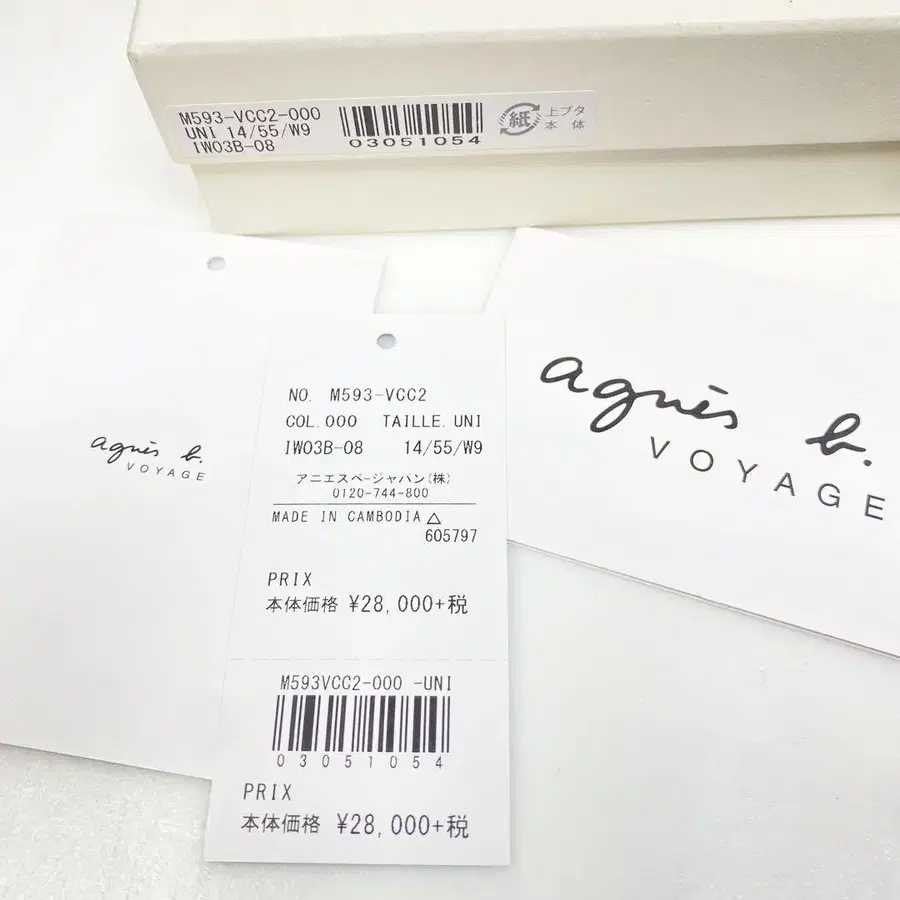 M593-VCC2-000
UNI 14/55/W9
IW03B-08
03051054
紙
上ブタ
本 体
agnès b.
VOYAGE
NO. M593-VCC2
COL.000 TAILLE.UNI
IW03B-08 14/55/W9
アニエスベージャパン(株)
0120-744-800
MADE IN CAMBODIA △
605797
PRIX
本体価格 ¥28,000+税
M593VCC2-000 -UNI
03051054
PRIX
本体価格 ¥28,000+税
agnès b.
VOYAGE